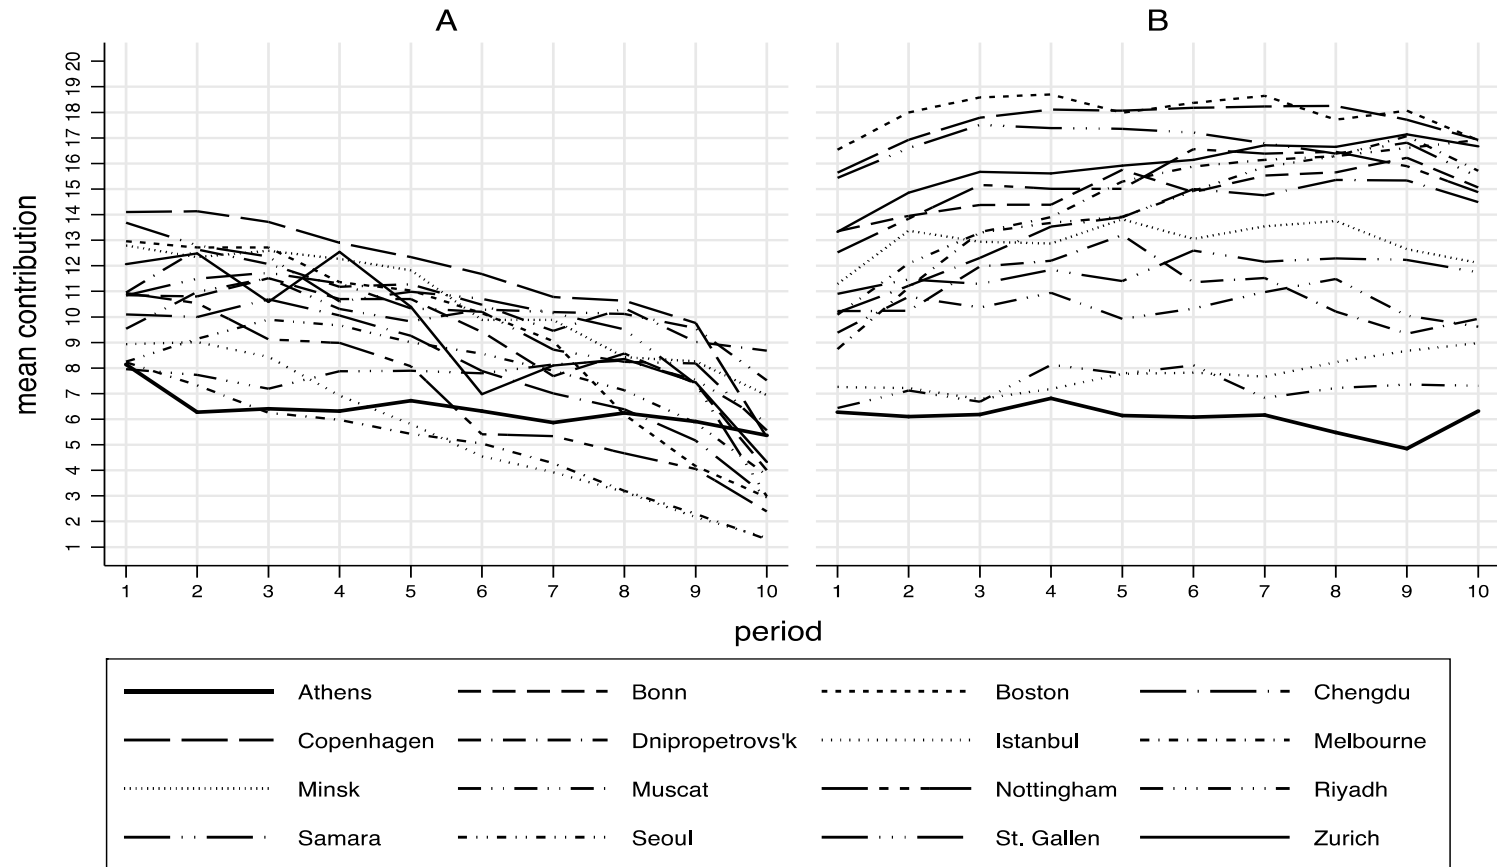 A B
mean contribution
20
19
18
17
16
15
14
13
12
11
10
9
8
7
6
5
4
3
2
1
1 2 3 4 5 6 7 8 9 10 1 2 3 4 5 6 7 8 9 10
period
Athens Bonn Boston Chengdu
Copenhagen Dnipropetrovs'k Istanbul Melbourne
Minsk Muscat Nottingham Riyadh
Samara Seoul St. Gallen Zurich